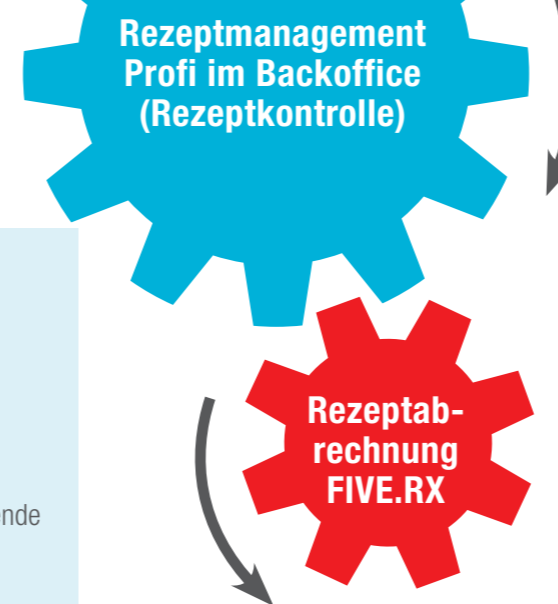 Rezeptmanagement
Profi im Backoffice
(Rezeptkontrolle)
Rezeptab-
rechnung
FIVE.RX